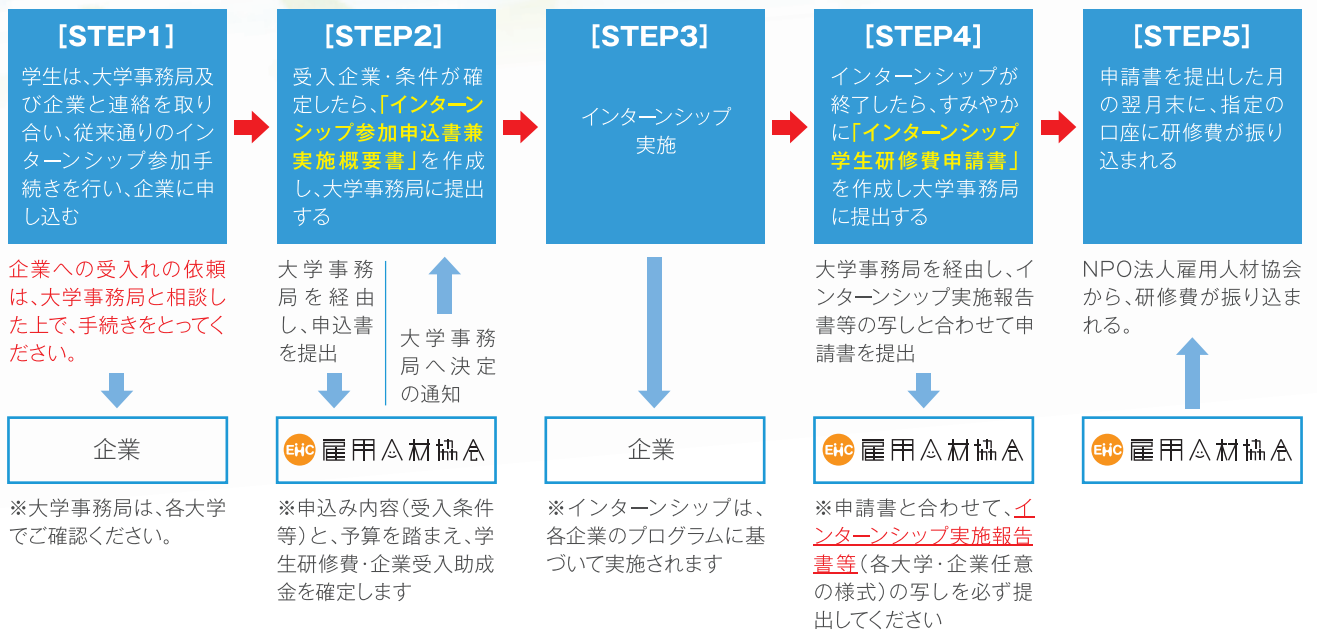 [STEP1]
学生は、大学事務局及
び企業と連絡を取り
合い、従来通りのイン
ターンシップ参加手
続きを行い、企業に申
し込む
[STEP2]
受入企業・条件が確
定したら、「インターン
シップ参加申込書兼
実施概要書」を作成
し、大学事務局に提出
する
[STEP3]
インターンシップ
実施
[STEP4]
インターンシップが
終了したら、すみやか
に「インターンシップ
学生研修費申請書」
を作成し大学事務局
に提出する
[STEP5]
申請書を提出した月
の翌月末に、指定の
口座に研修費が振り
込まれる
企業への受入れの依頼
は、大学事務局と相談し
た上で、手続きをとってく
ださい。
大学事務
局を経由
し、申込書
を提出
大学事務
局へ決定
の通知
大学事務局を経由し、イ
ンターンシップ実施報告
書等の写しと合わせて申
請書を提出
NPO法人雇用人材協会
から、研修費が振り込ま
れる。
企業
EHC 雇用人材協会
企業
EHC 雇用人材協会
EHC 雇用人材協会
※大学事務局は、各大学
でご確認ください。
※申込み内容(受入条件
等)と、予算を踏まえ、学
生研修費・企業受入助成
金を確定します
※インターンシップは、
各企業のプログラムに基
づいて実施されます
※申請書と合わせて、イ
ンターンシップ実施報告
書等(各大学・企業任意
の様式)の写しを必ず提
出してください